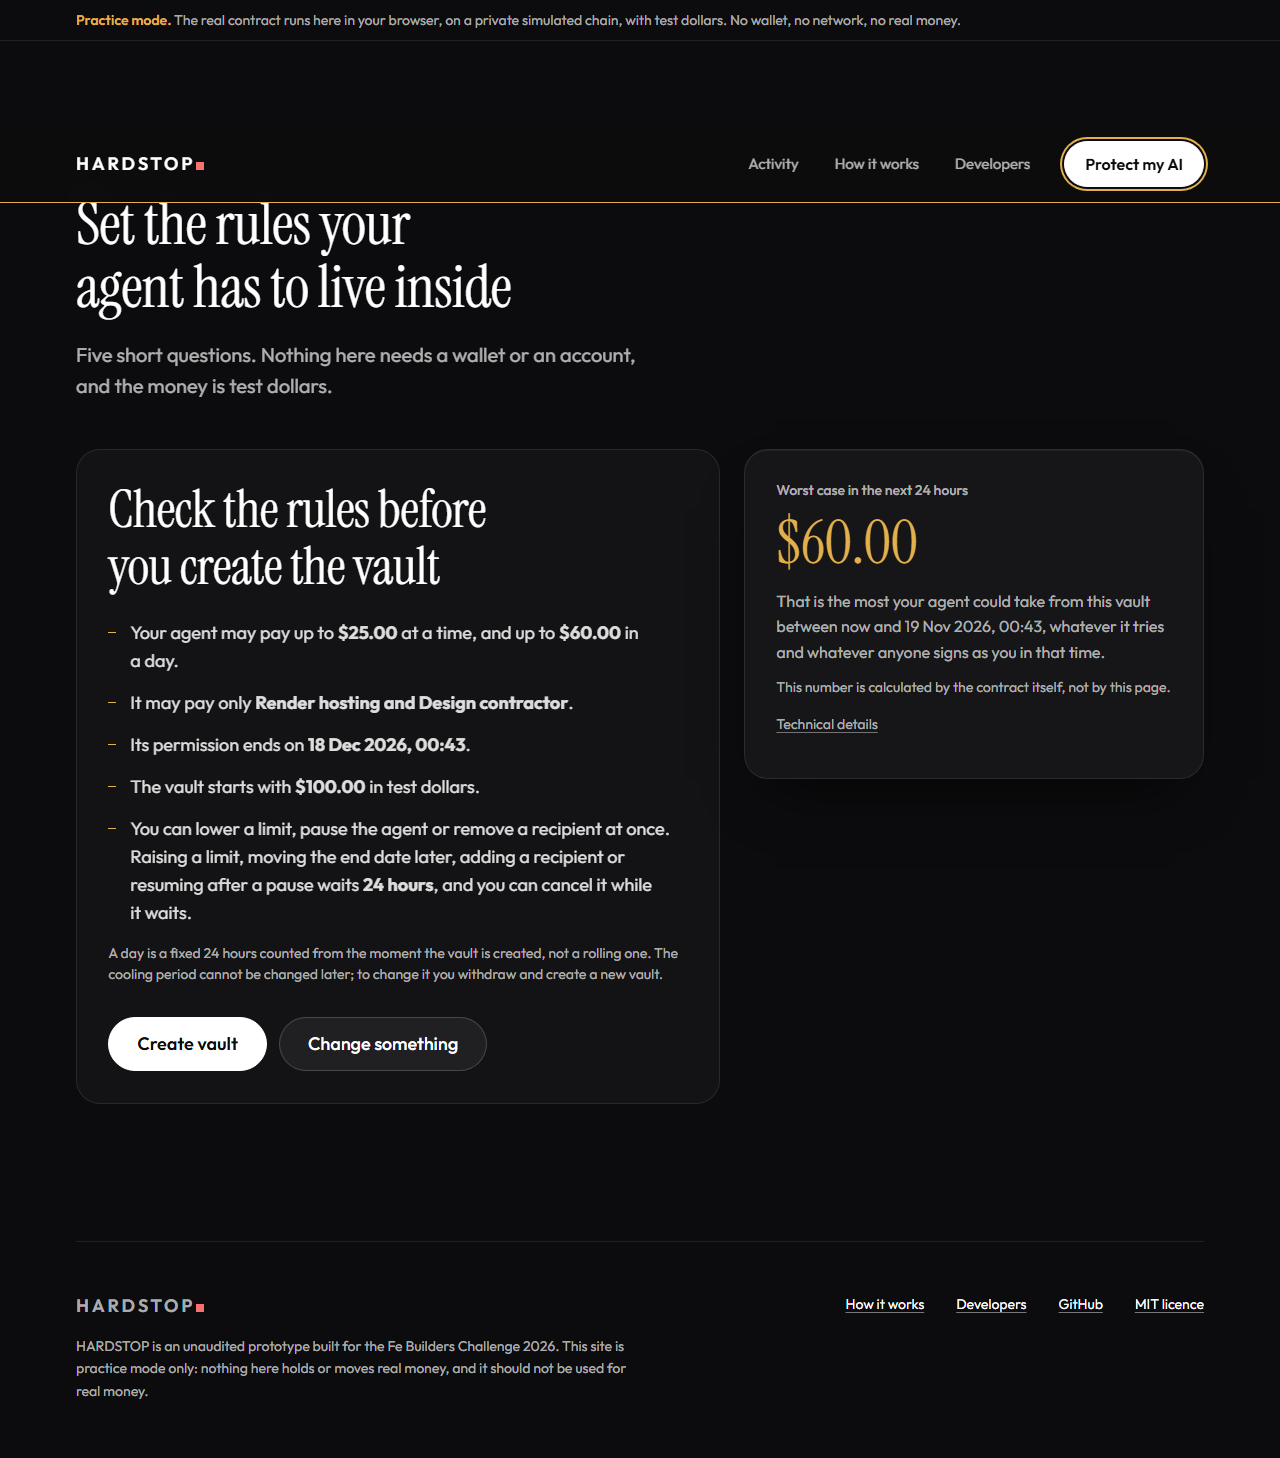 Practice mode. The real contract runs here in your browser, on a private simulated chain, with test dollars. No wallet, no network, no real money.
HARDSTOP
Activity
How it works
Developers
Protect my AI
Set the rules your
agent has to live inside
Five short questions. Nothing here needs a wallet or an account,
and the money is test dollars.
Check the rules before
you create the vault
– Your agent may pay up to $25.00 at a time, and up to $60.00 in
a day.
– It may pay only Render hosting and Design contractor.
– Its permission ends on 18 Dec 2026, 00:43.
– The vault starts with $100.00 in test dollars.
– You can lower a limit, pause the agent or remove a recipient at once.
Raising a limit, moving the end date later, adding a recipient or
resuming after a pause waits 24 hours, and you can cancel it while
it waits.
A day is a fixed 24 hours counted from the moment the vault is created, not a rolling one. The
cooling period cannot be changed later; to change it you withdraw and create a new vault.
Create vault
Change something
Worst case in the next 24 hours
$60.00
That is the most your agent could take from this vault
between now and 19 Nov 2026, 00:43, whatever it tries
and whatever anyone signs as you in that time.
This number is calculated by the contract itself, not by this page.
Technical details
HARDSTOP
How it works
Developers
GitHub
MIT licence
HARDSTOP is an unaudited prototype built for the Fe Builders Challenge 2026. This site is
practice mode only: nothing here holds or moves real money, and it should not be used for
real money.